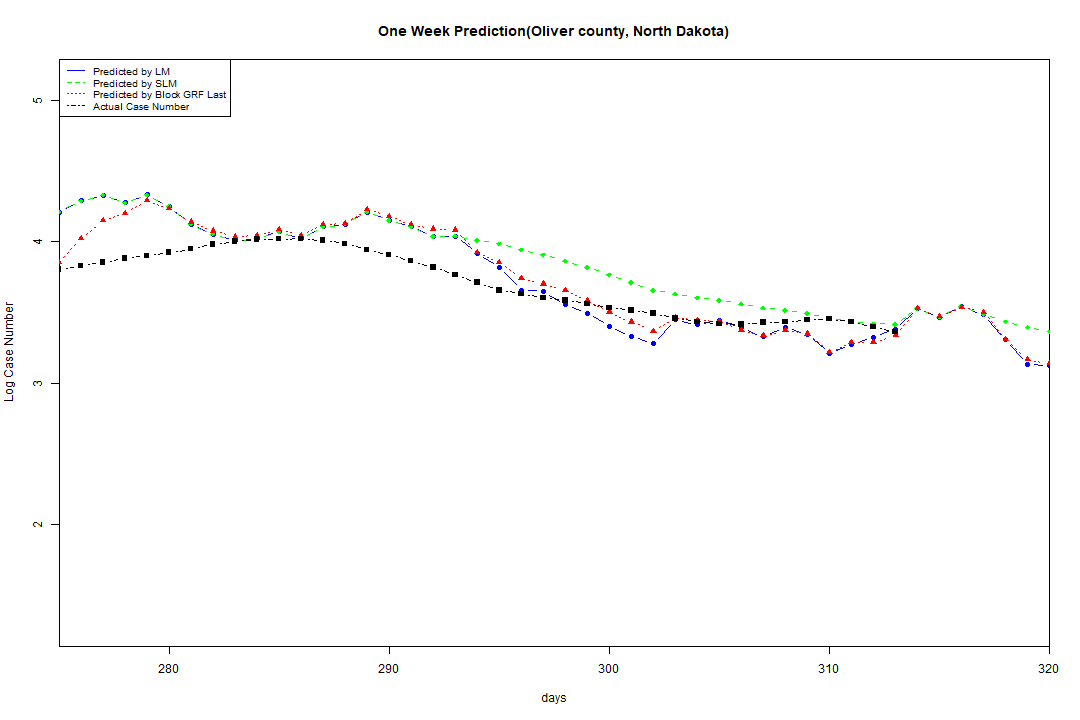 One Week Prediction(Oliver county, North Dakota)
Predicted by LM
Predicted by SLM
Predicted by Block GRF Last
Actual Case Number
5
4
3
2
Log Case Number
280 290 300 310 320
days